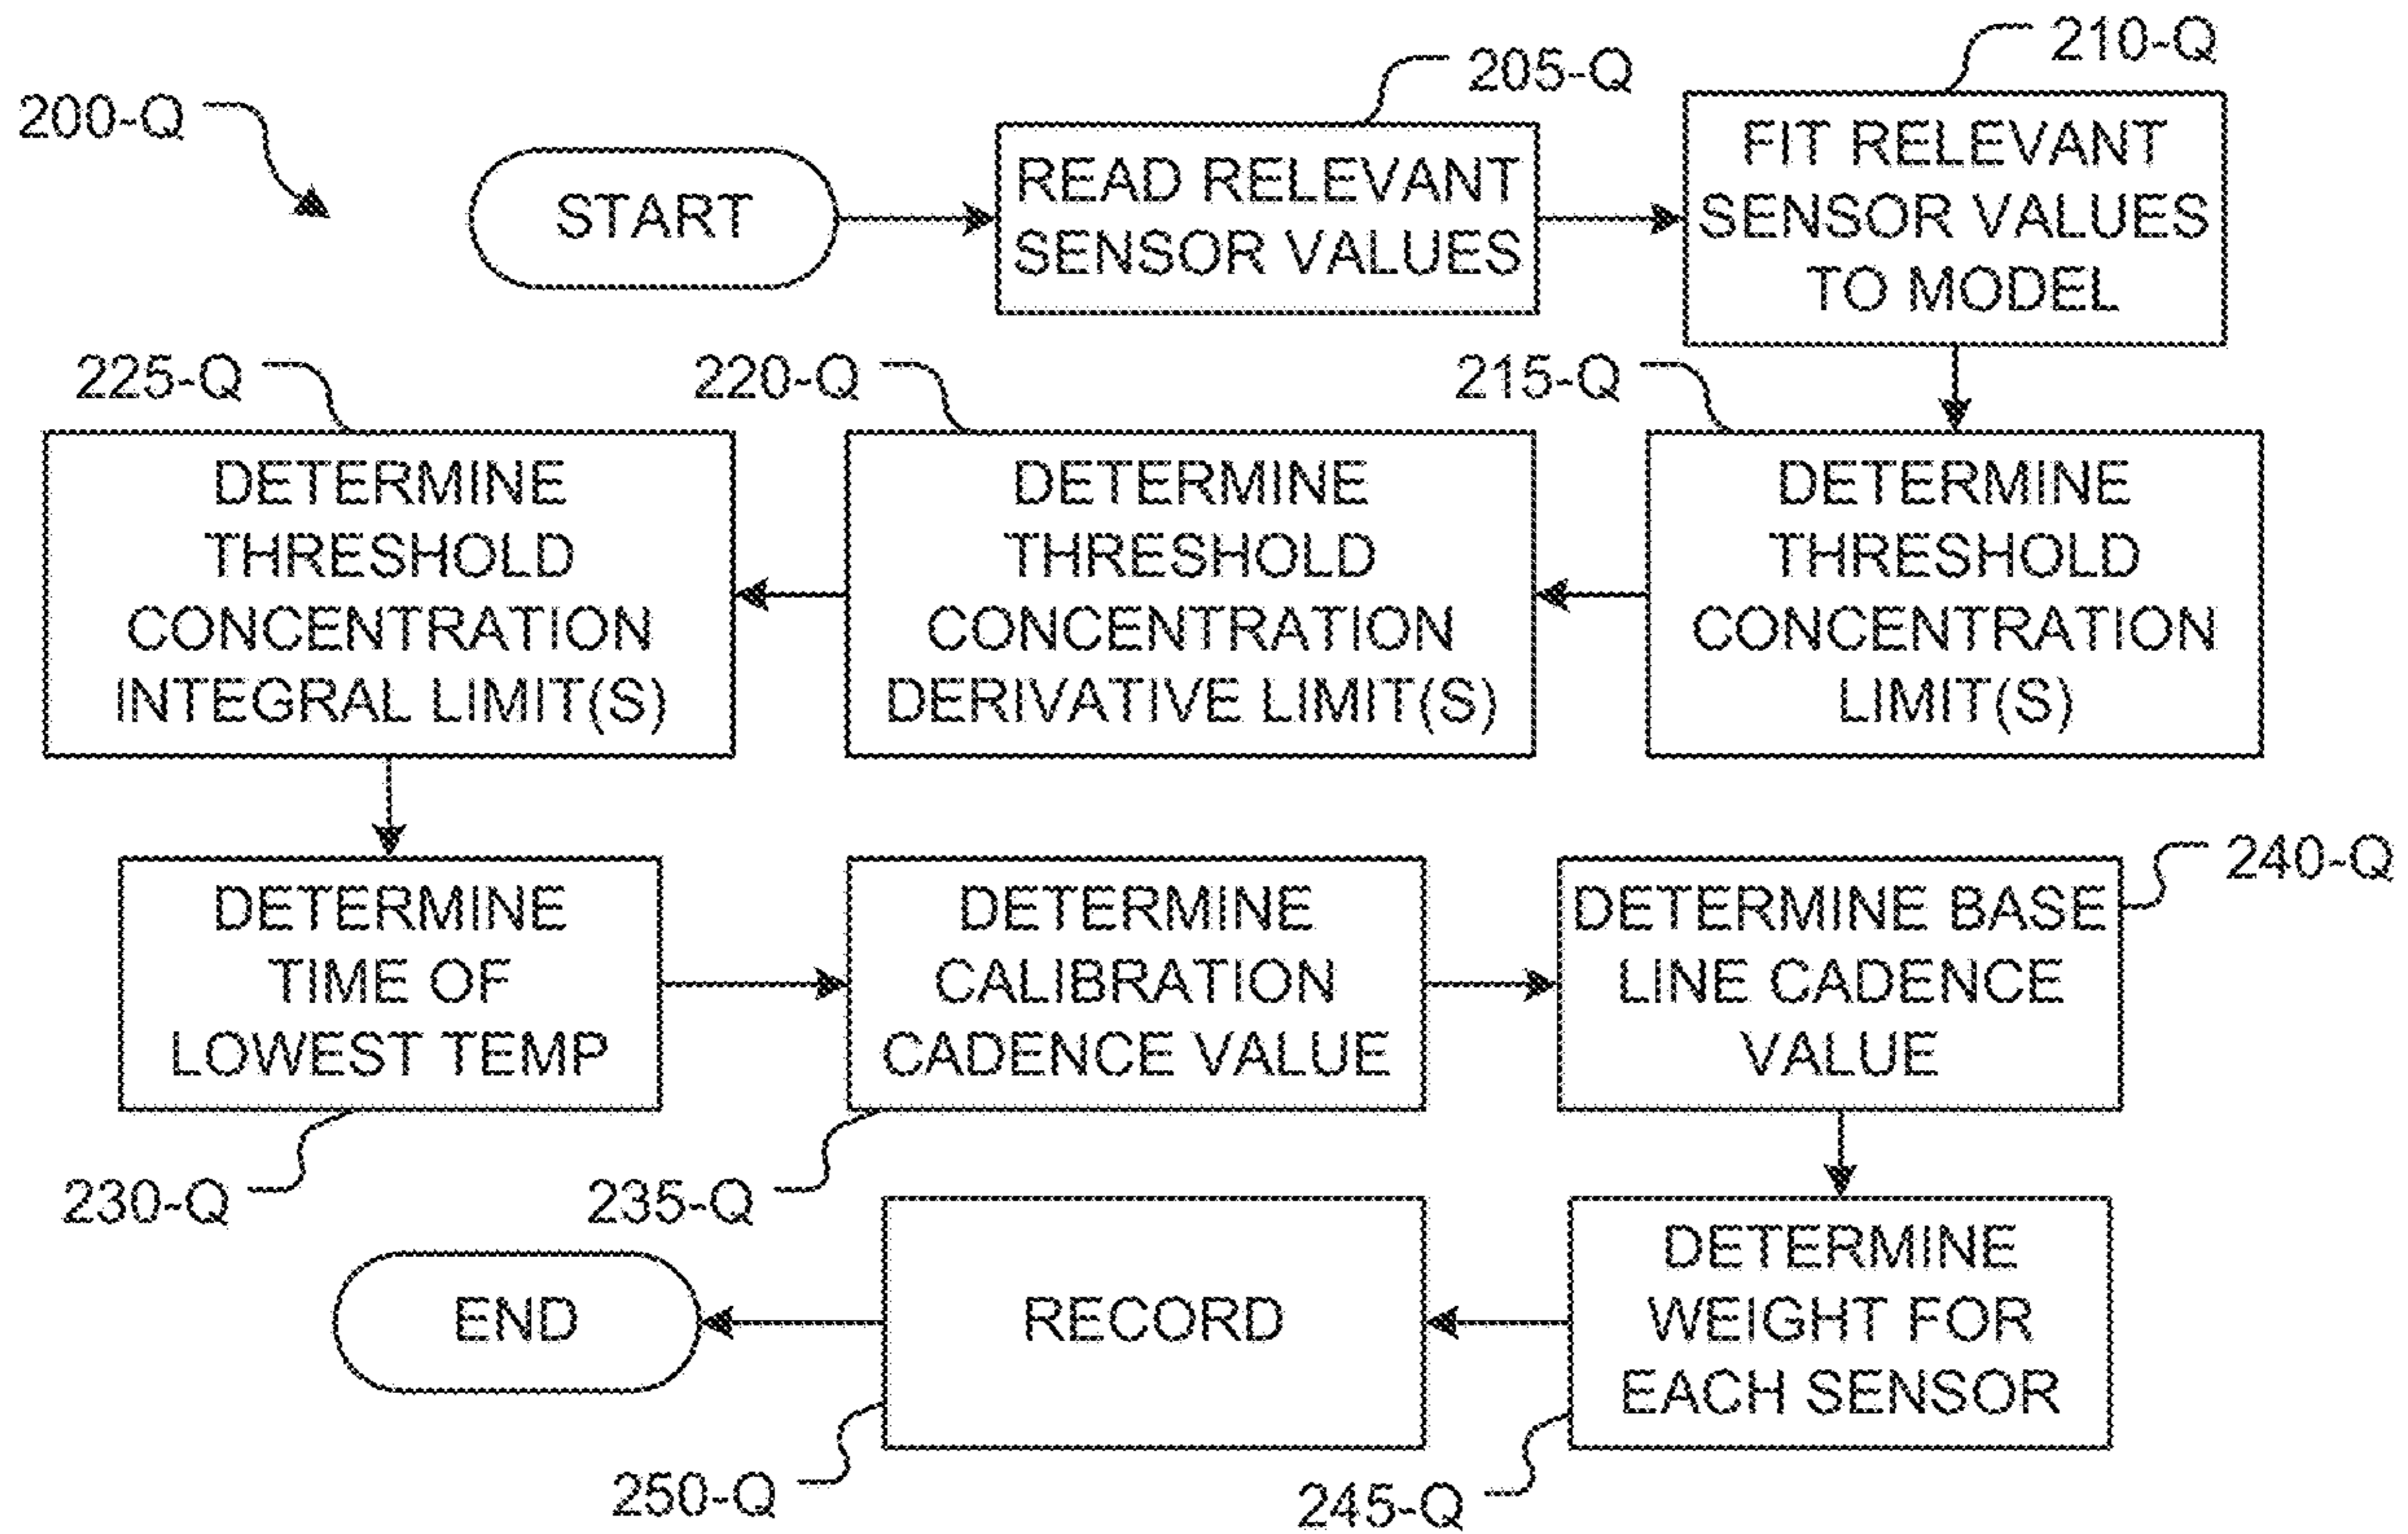 200-Q
START
205-Q
READ RELEVANT
SENSOR VALUES
210-Q
FIT RELEVANT
SENSOR VALUES
TO MODEL
215-Q
DETERMINE
THRESHOLD
CONCENTRATION
LIMIT(S)
220-Q
DETERMINE
THRESHOLD
CONCENTRATION
DERIVATIVE LIMIT(S)
225-Q
DETERMINE
THRESHOLD
CONCENTRATION
INTEGRAL LIMIT(S)
DETERMINE
TIME OF
LOWEST TEMP
230-Q
DETERMINE
CALIBRATION
CADENCE VALUE
235-Q
240-Q
DETERMINE BASE
LINE CADENCE
VALUE
DETERMINE
WEIGHT FOR
EACH SENSOR
245-Q
RECORD
250-Q
END